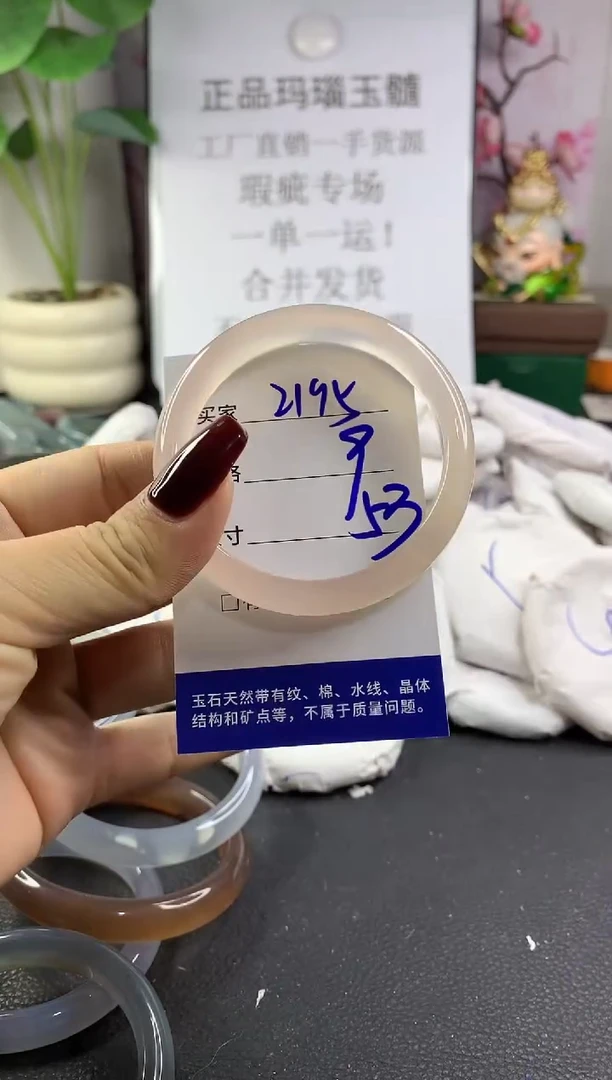 正品玛瑙玉髓
工厂直销一手货源
瑕疵专场
一单一运!
合并发货
买家 2195
格 9
寸 53
玉石天然带有纹、棉、水线、晶体
结构和矿点等，不属于质量问题。